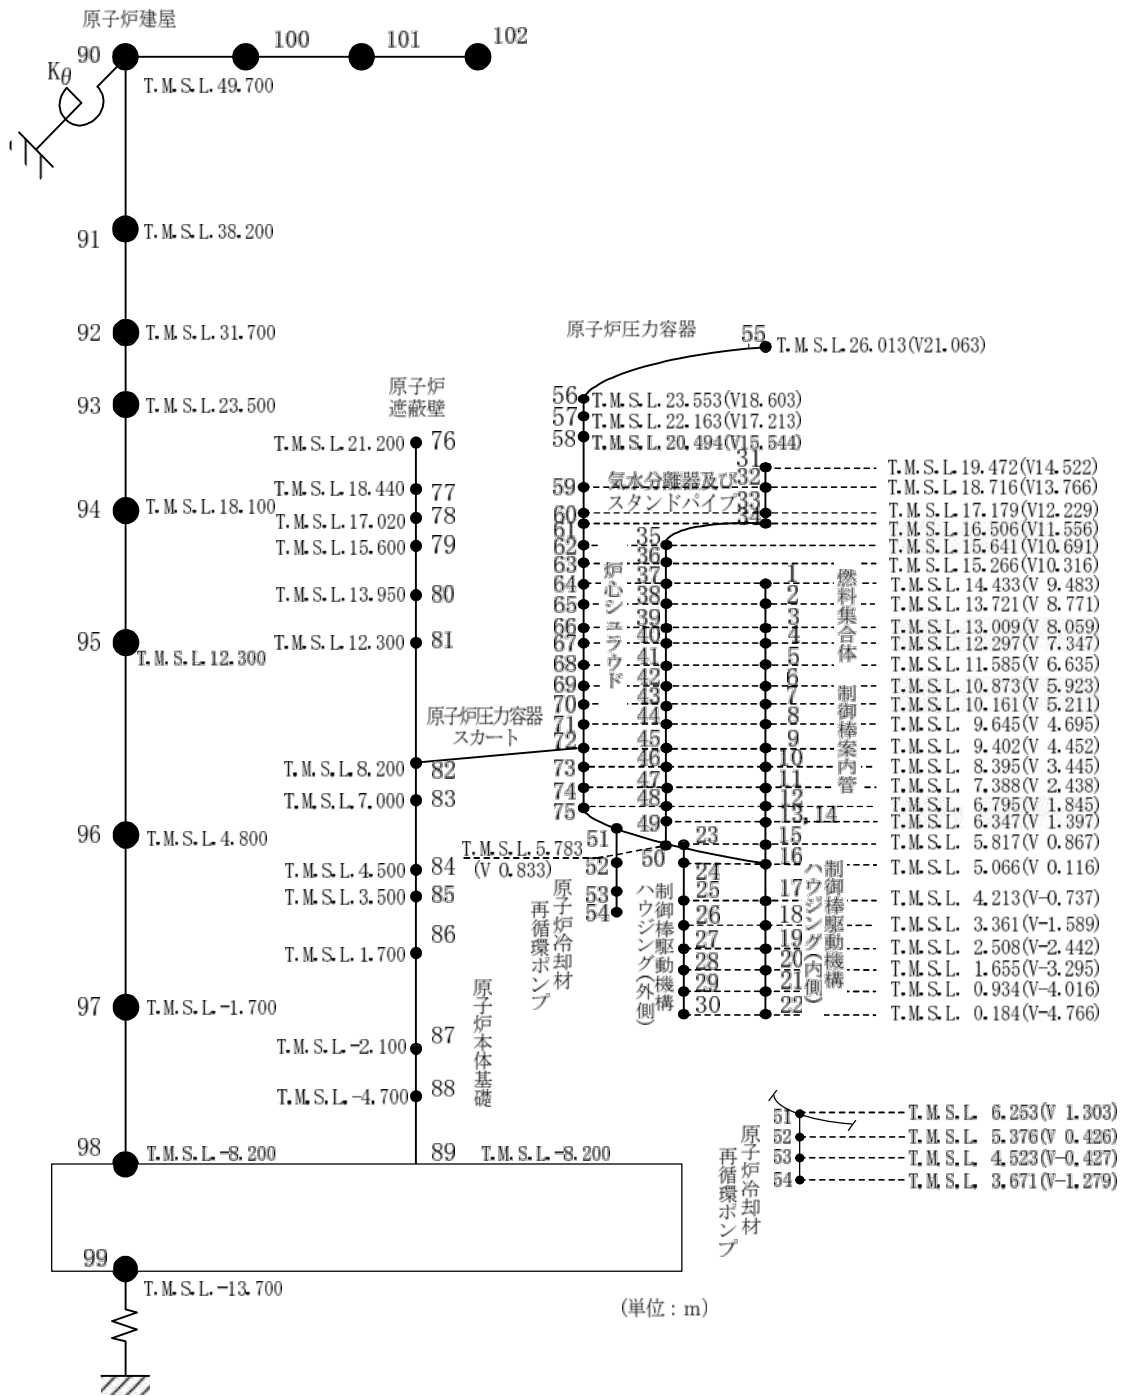 原子炉建屋
90
100
101
102
Kθ
T.M.S.L.49.700
91
T.M.S.L.38.200
92
T.M.S.L.31.700
93
T.M.S.L.23.500
94
T.M.S.L.18.100
95
T.M.S.L.12.300
96
T.M.S.L.4.800
97
T.M.S.L.-1.700
98
T.M.S.L.-8.200
99
T.M.S.L.-13.700
原子炉
遮蔽壁
T.M.S.L.21.200 76
T.M.S.L.18.440 77
T.M.S.L.17.020 78
T.M.S.L.15.600 79
T.M.S.L.13.950 80
T.M.S.L.12.300 81
原子炉圧力容器
スカート
T.M.S.L.8.200 82
T.M.S.L.7.000 83
T.M.S.L.4.500 84
T.M.S.L.3.500 85
T.M.S.L.1.700 86
T.M.S.L.-2.100 87
T.M.S.L.-4.700 88
89 T.M.S.L.-8.200
原子炉本体基礎
原子炉圧力容器
55
T.M.S.L.26.013(V21.063)
56 T.M.S.L.23.553(V18.603)
57 T.M.S.L.22.163(V17.213)
58 T.M.S.L.20.494(V15.544)
59
60
61
62
63
64
65
66
67
68
69
70
71
72
73
74
75
気水分離器及び
スタンドパイプ
31
32
33
34
炉心シュラウド
35
36
37
38
39
40
41
42
43
44
45
46
47
48
49
50
T.M.S.L.5.783
(V 0.833)
51
52
53
54
原子炉冷却材
再循環ポンプ
1
2
3
4
5
6
7
8
9
10
11
12
13,14
15
16
17
18
19
20
21
22
23
24
25
26
27
28
29
30
燃料集合体
制御棒案内管
制御棒駆動機構
ハウジング(内側)
制御棒駆動機構
ハウジング(外側)
T.M.S.L.19.472(V14.522)
T.M.S.L.18.716(V13.766)
T.M.S.L.17.179(V12.229)
T.M.S.L.16.506(V11.556)
T.M.S.L.15.641(V10.691)
T.M.S.L.15.266(V10.316)
T.M.S.L.14.433(V 9.483)
T.M.S.L.13.721(V 8.771)
T.M.S.L.13.009(V 8.059)
T.M.S.L.12.297(V 7.347)
T.M.S.L.11.585(V 6.635)
T.M.S.L.10.873(V 5.923)
T.M.S.L.10.161(V 5.211)
T.M.S.L. 9.645(V 4.695)
T.M.S.L. 9.402(V 4.452)
T.M.S.L. 8.395(V 3.445)
T.M.S.L. 7.388(V 2.438)
T.M.S.L. 6.795(V 1.845)
T.M.S.L. 6.347(V 1.397)
T.M.S.L. 5.817(V 0.867)
T.M.S.L. 5.066(V 0.116)
T.M.S.L. 4.213(V-0.737)
T.M.S.L. 3.361(V-1.589)
T.M.S.L. 2.508(V-2.442)
T.M.S.L. 1.655(V-3.295)
T.M.S.L. 0.934(V-4.016)
T.M.S.L. 0.184(V-4.766)
51 T.M.S.L. 6.253(V 1.303)
52 T.M.S.L. 5.376(V 0.426)
53 T.M.S.L. 4.523(V-0.427)
54 T.M.S.L. 3.671(V-1.279)
原子炉冷却材
再循環ポンプ
(単位：m)